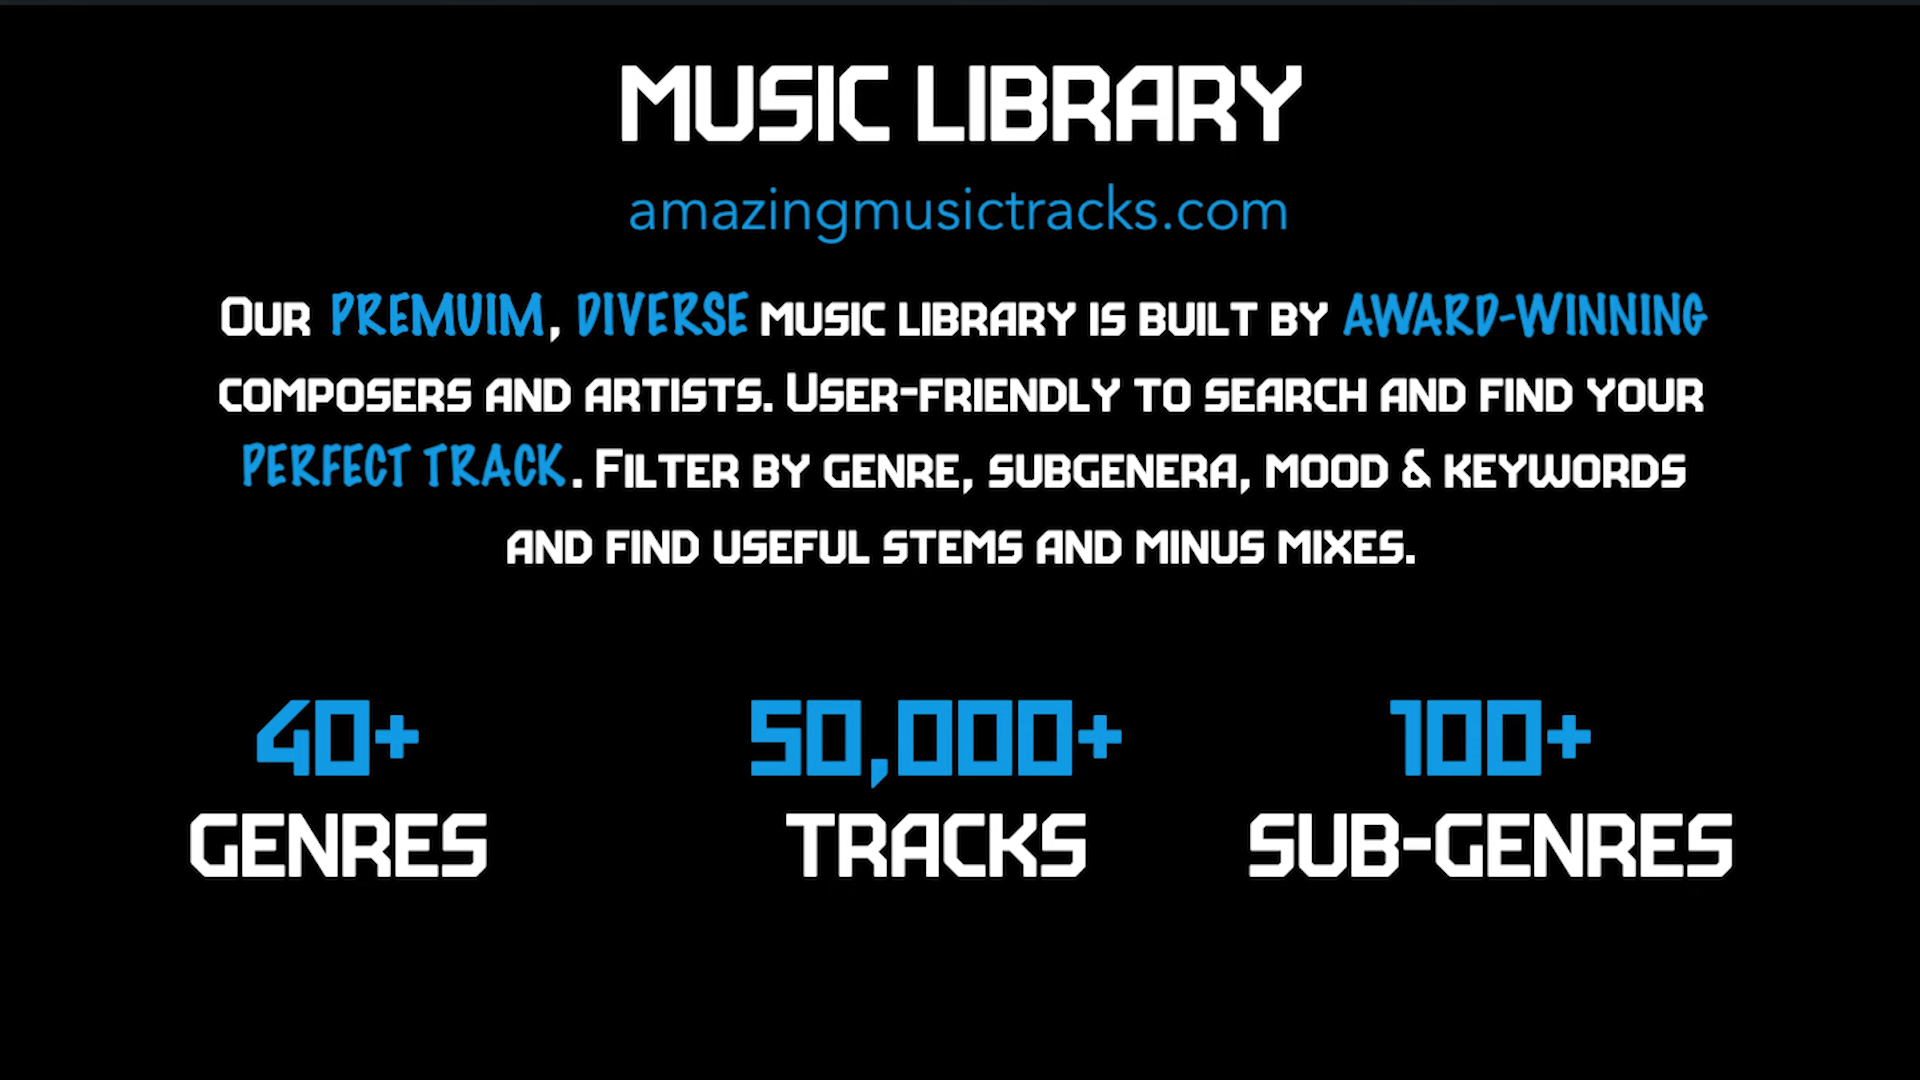 MUSIC LIBRARY
amazingmusictracks.com
Our PREMUIM, DIVERSE music library is built by AWARD-WINNING
composers and artists. User-friendly to search and find your
PERFECT TRACK. Filter by genre, subgenera, mood & keywords
and find useful stems and minus mixes.
40+ 50,000+ 100+
GENRES TRACKS SUB-GENRES